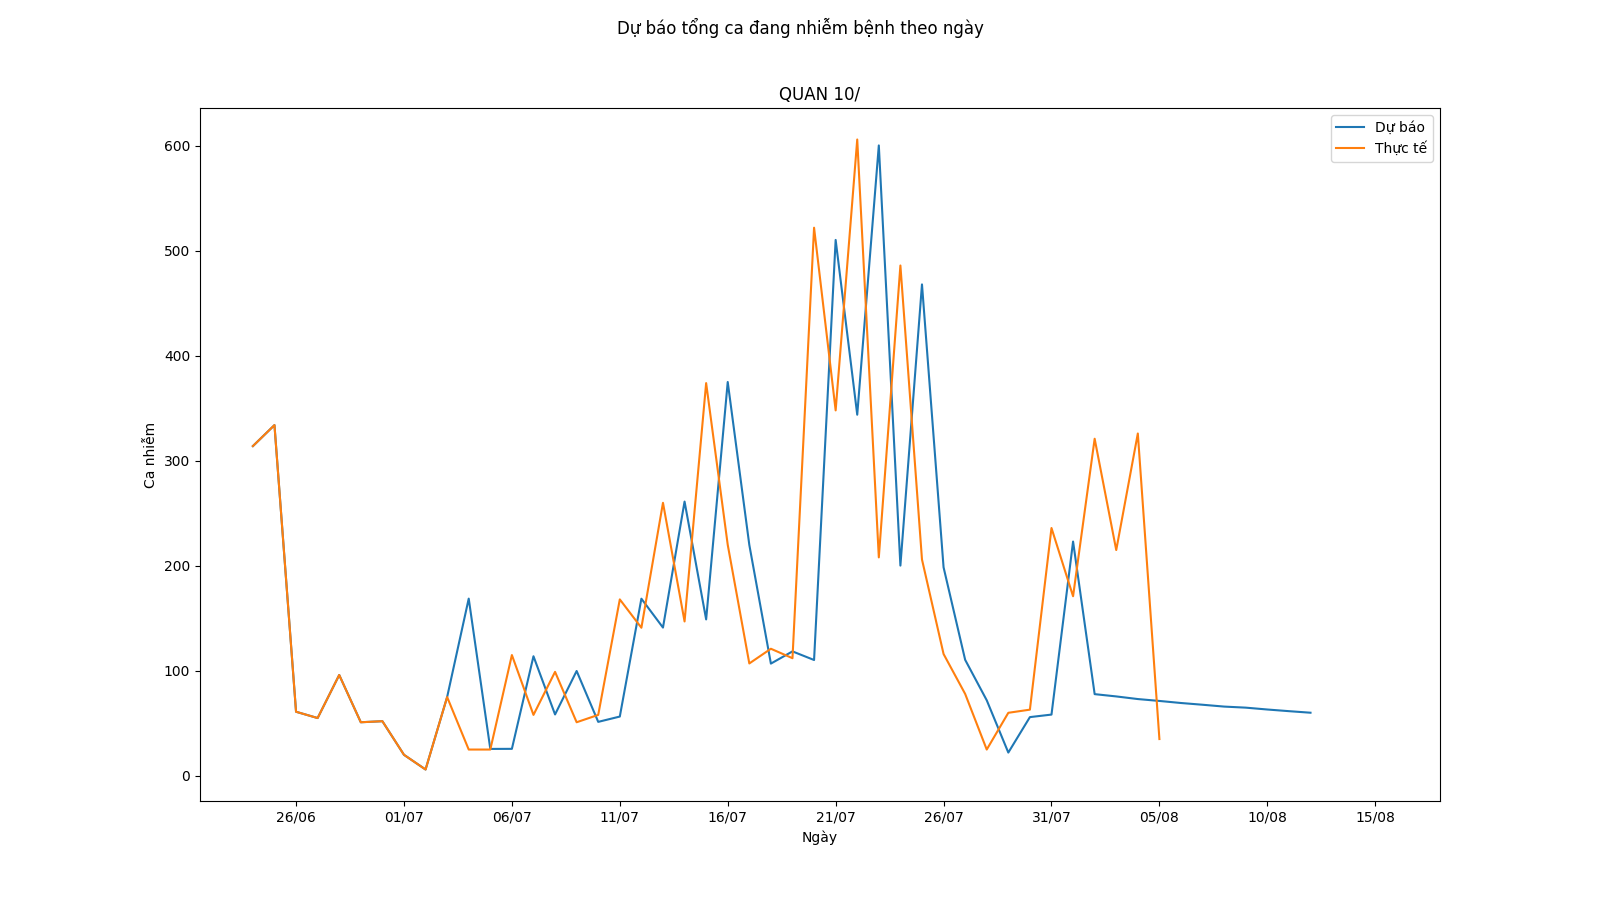 Dự báo tổng ca đang nhiễm bệnh theo ngày
QUAN 10/
Dự báo
Thực tế
600
500
400
300
200
100
0
Ca nhiễm
26/06 01/07 06/07 11/07 16/07 21/07 26/07 31/07 05/08 10/08 15/08
Ngày